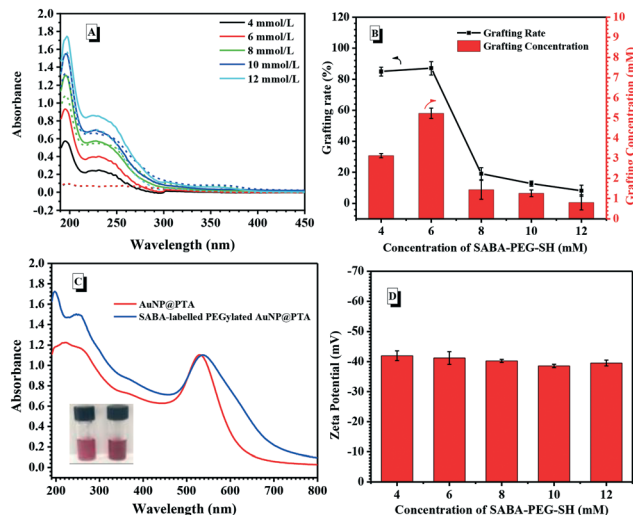 A
4 mmol/L
6 mmol/L
8 mmol/L
10 mmol/L
12 mmol/L
2.0
1.8
1.6
1.4
1.2
1.0
0.8
0.6
0.4
0.2
0.0
-0.2
Absorbance
200 250 300 350 400 450
Wavelength (nm)
B
Grafting Rate
Grafting Concentration
120
100
80
60
40
20
0
Grafting rate (%)
10
9
8
7
6
5
4
3
2
1
0
Grafting Concentration (mM)
4 6 8 10 12
Concentration of SABA-PEG-SH (mM)
C
AuNP@PTA
SABA-labelled PEGylated AuNP@PTA
2.0
1.8
1.6
1.4
1.2
1.0
0.8
0.6
0.4
0.2
0.0
Absorbance
200 300 400 500 600 700 800
Wavelength (nm)
D
-70
-60
-50
-40
-30
-20
-10
0
Zeta Potential (mV)
4 6 8 10 12
Concentration of SABA-PEG-SH (mM)